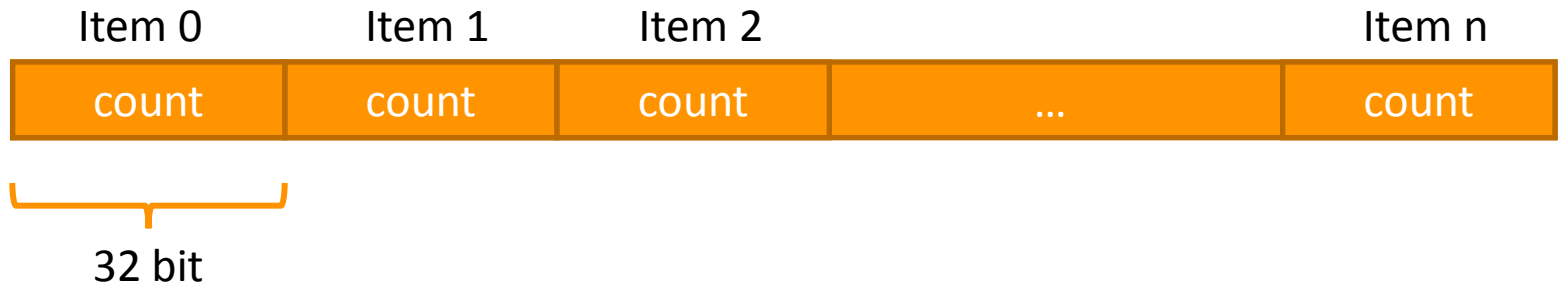 Item 0 Item 1 Item 2 Item n
count count count ... count
32 bit